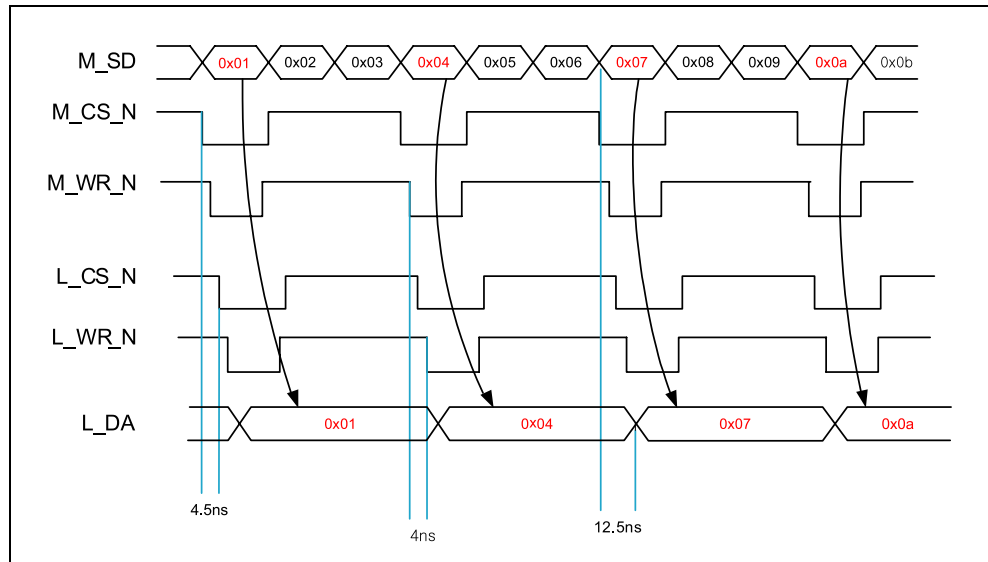 M_SD 0x01 0x02 0x03 0x04 0x05 0x06 0x07 0x08 0x09 0x0a 0x0b
M_CS_N
M_WR_N
L_CS_N
L_WR_N
L_DA 0x01 0x04 0x07 0x0a
4.5ns
4ns
12.5ns